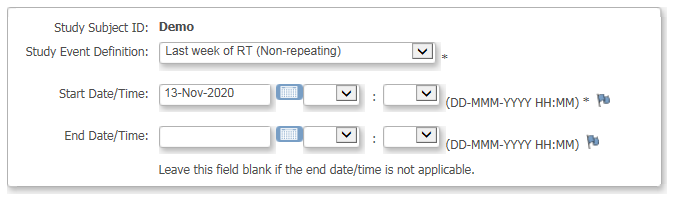 Study Subject ID: Demo
Study Event Definition: Last week of RT (Non-repeating) *
Start Date/Time: 13-Nov-2020 : (DD-MMM-YYYY HH:MM) *
End Date/Time: : (DD-MMM-YYYY HH:MM)
Leave this field blank if the end date/time is not applicable.